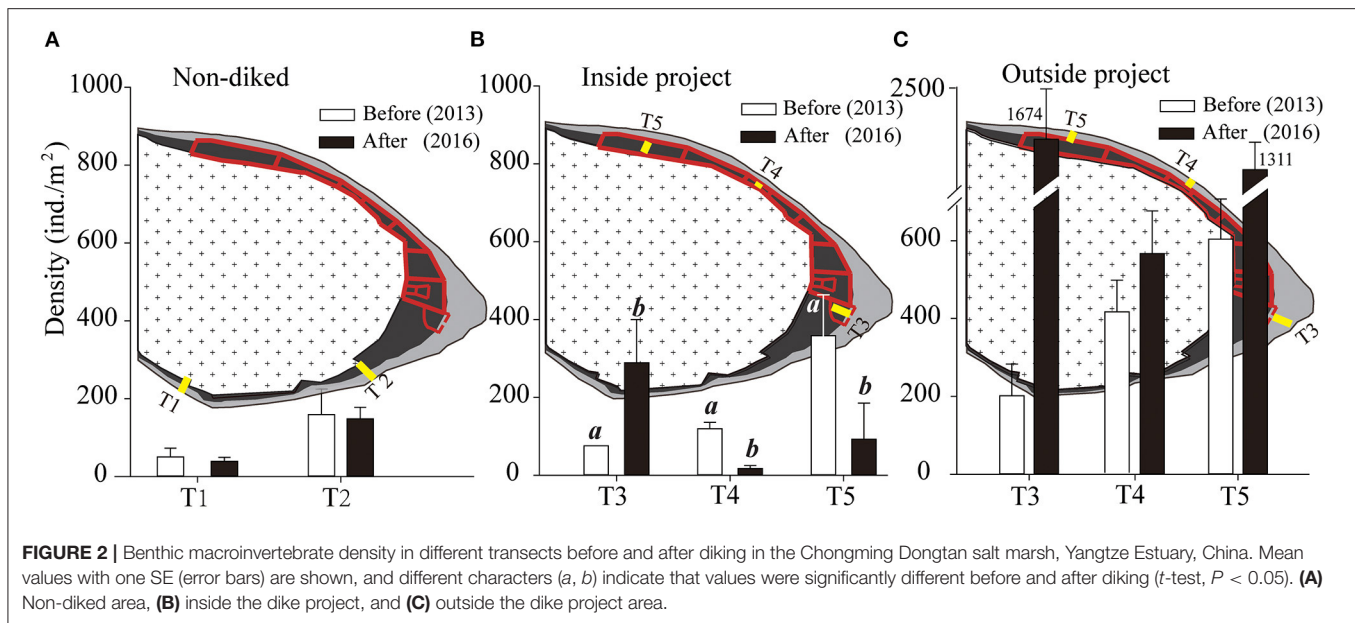 A
Non-diked
Before (2013)
After (2016)
Density (ind./m²)
1000
800
600
400
200
0
T1
T2
T1
T2
B
Inside project
Before (2013)
After (2016)
1000
800
600
400
200
0
T5
T4
T3
a
b
a
b
a
b
T3
T4
T5
C
Outside project
Before (2013)
After (2016)
2500
600
400
200
0
1674
T5
T4
1311
T3
T3
T4
T5
FIGURE 2 | Benthic macroinvertebrate density in different transects before and after diking in the Chongming Dongtan salt marsh, Yangtze Estuary, China. Mean
values with one SE (error bars) are shown, and different characters (a, b) indicate that values were significantly different before and after diking (t-test, P < 0.05). (A)
Non-diked area, (B) inside the dike project, and (C) outside the dike project area.